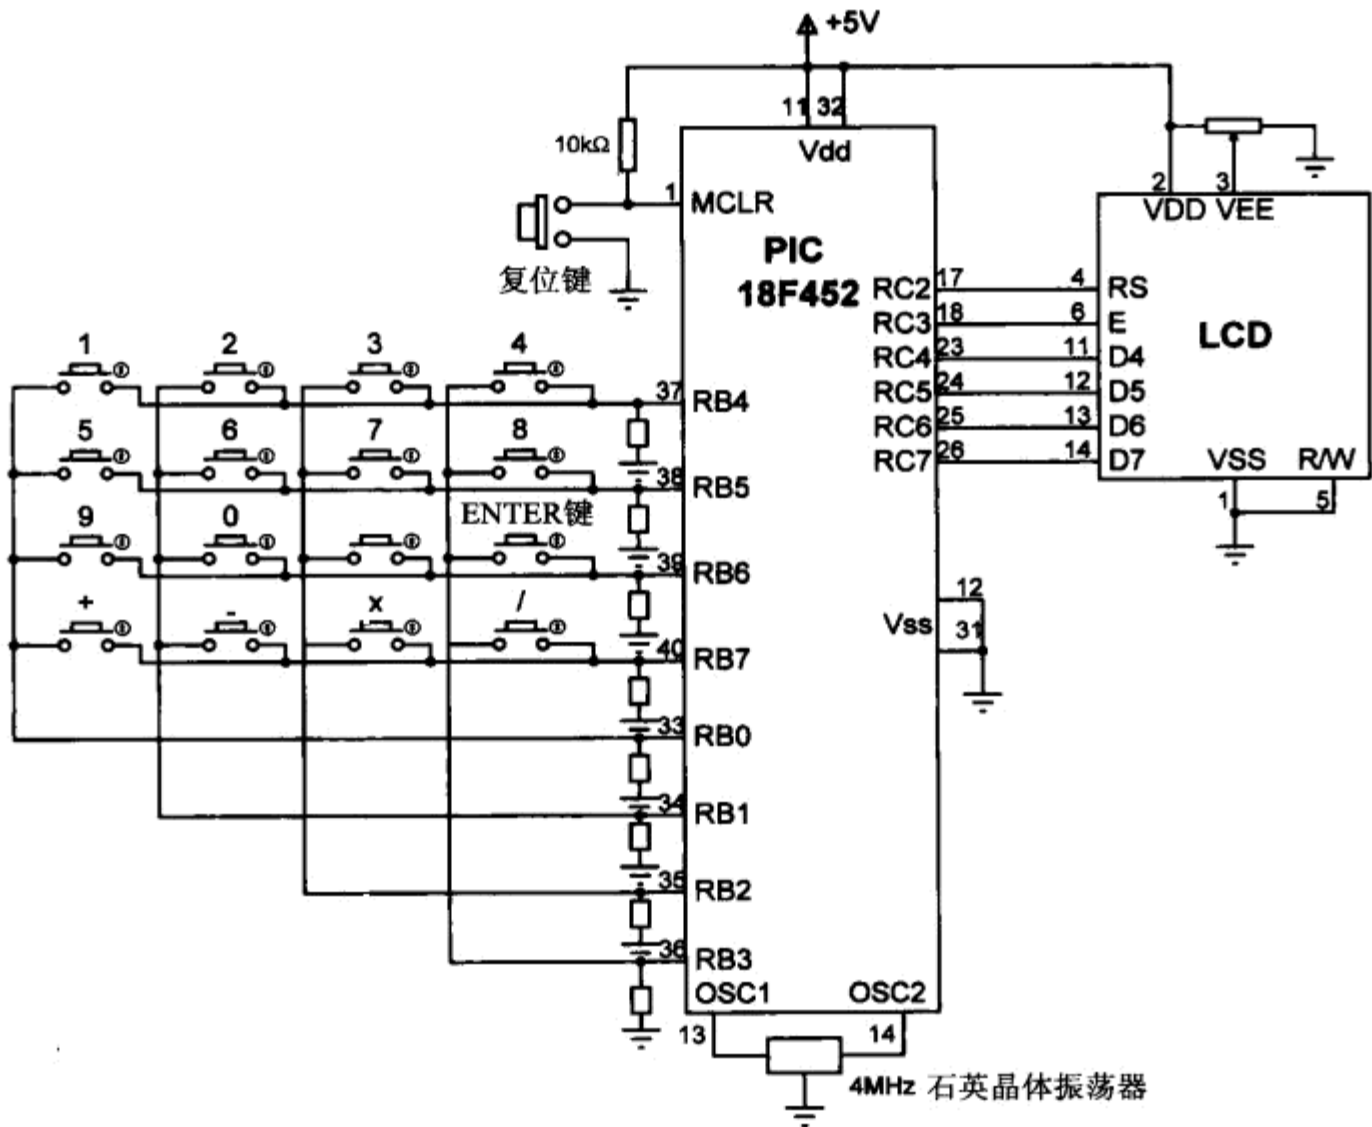 +5V
11 32
Vdd
10kΩ
1 MCLR
复位键
PIC
18F452
2 3
VDD VEE
RC2 17 4 RS
RC3 18 6 E
RC4 23 11 D4
RC5 24 12 D5
RC6 25 13 D6
RC7 26 14 D7
LCD
VSS R/W
1 5
1 2 3 4
37 RB4
5 6 7 8
38 RB5
9 0 ENTER键
39 RB6
+ - x /
40 RB7
33 RB0
34 RB1
35 RB2
36 RB3
Vss 12
31
OSC1 OSC2
13 14
4MHz 石英晶体振荡器